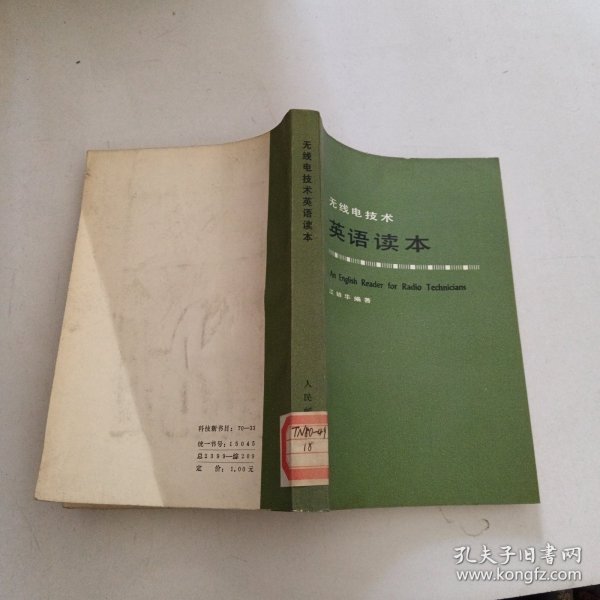 无线电技术
英语读本
An English Reader for Radio Technicians
编著
无线电技术英语读本
人民
TN80-49
18
科技新书目：70—33
统一书号：15045
总2399—综209
定 价：1.00元
孔夫子旧书网
www.kongfz.com